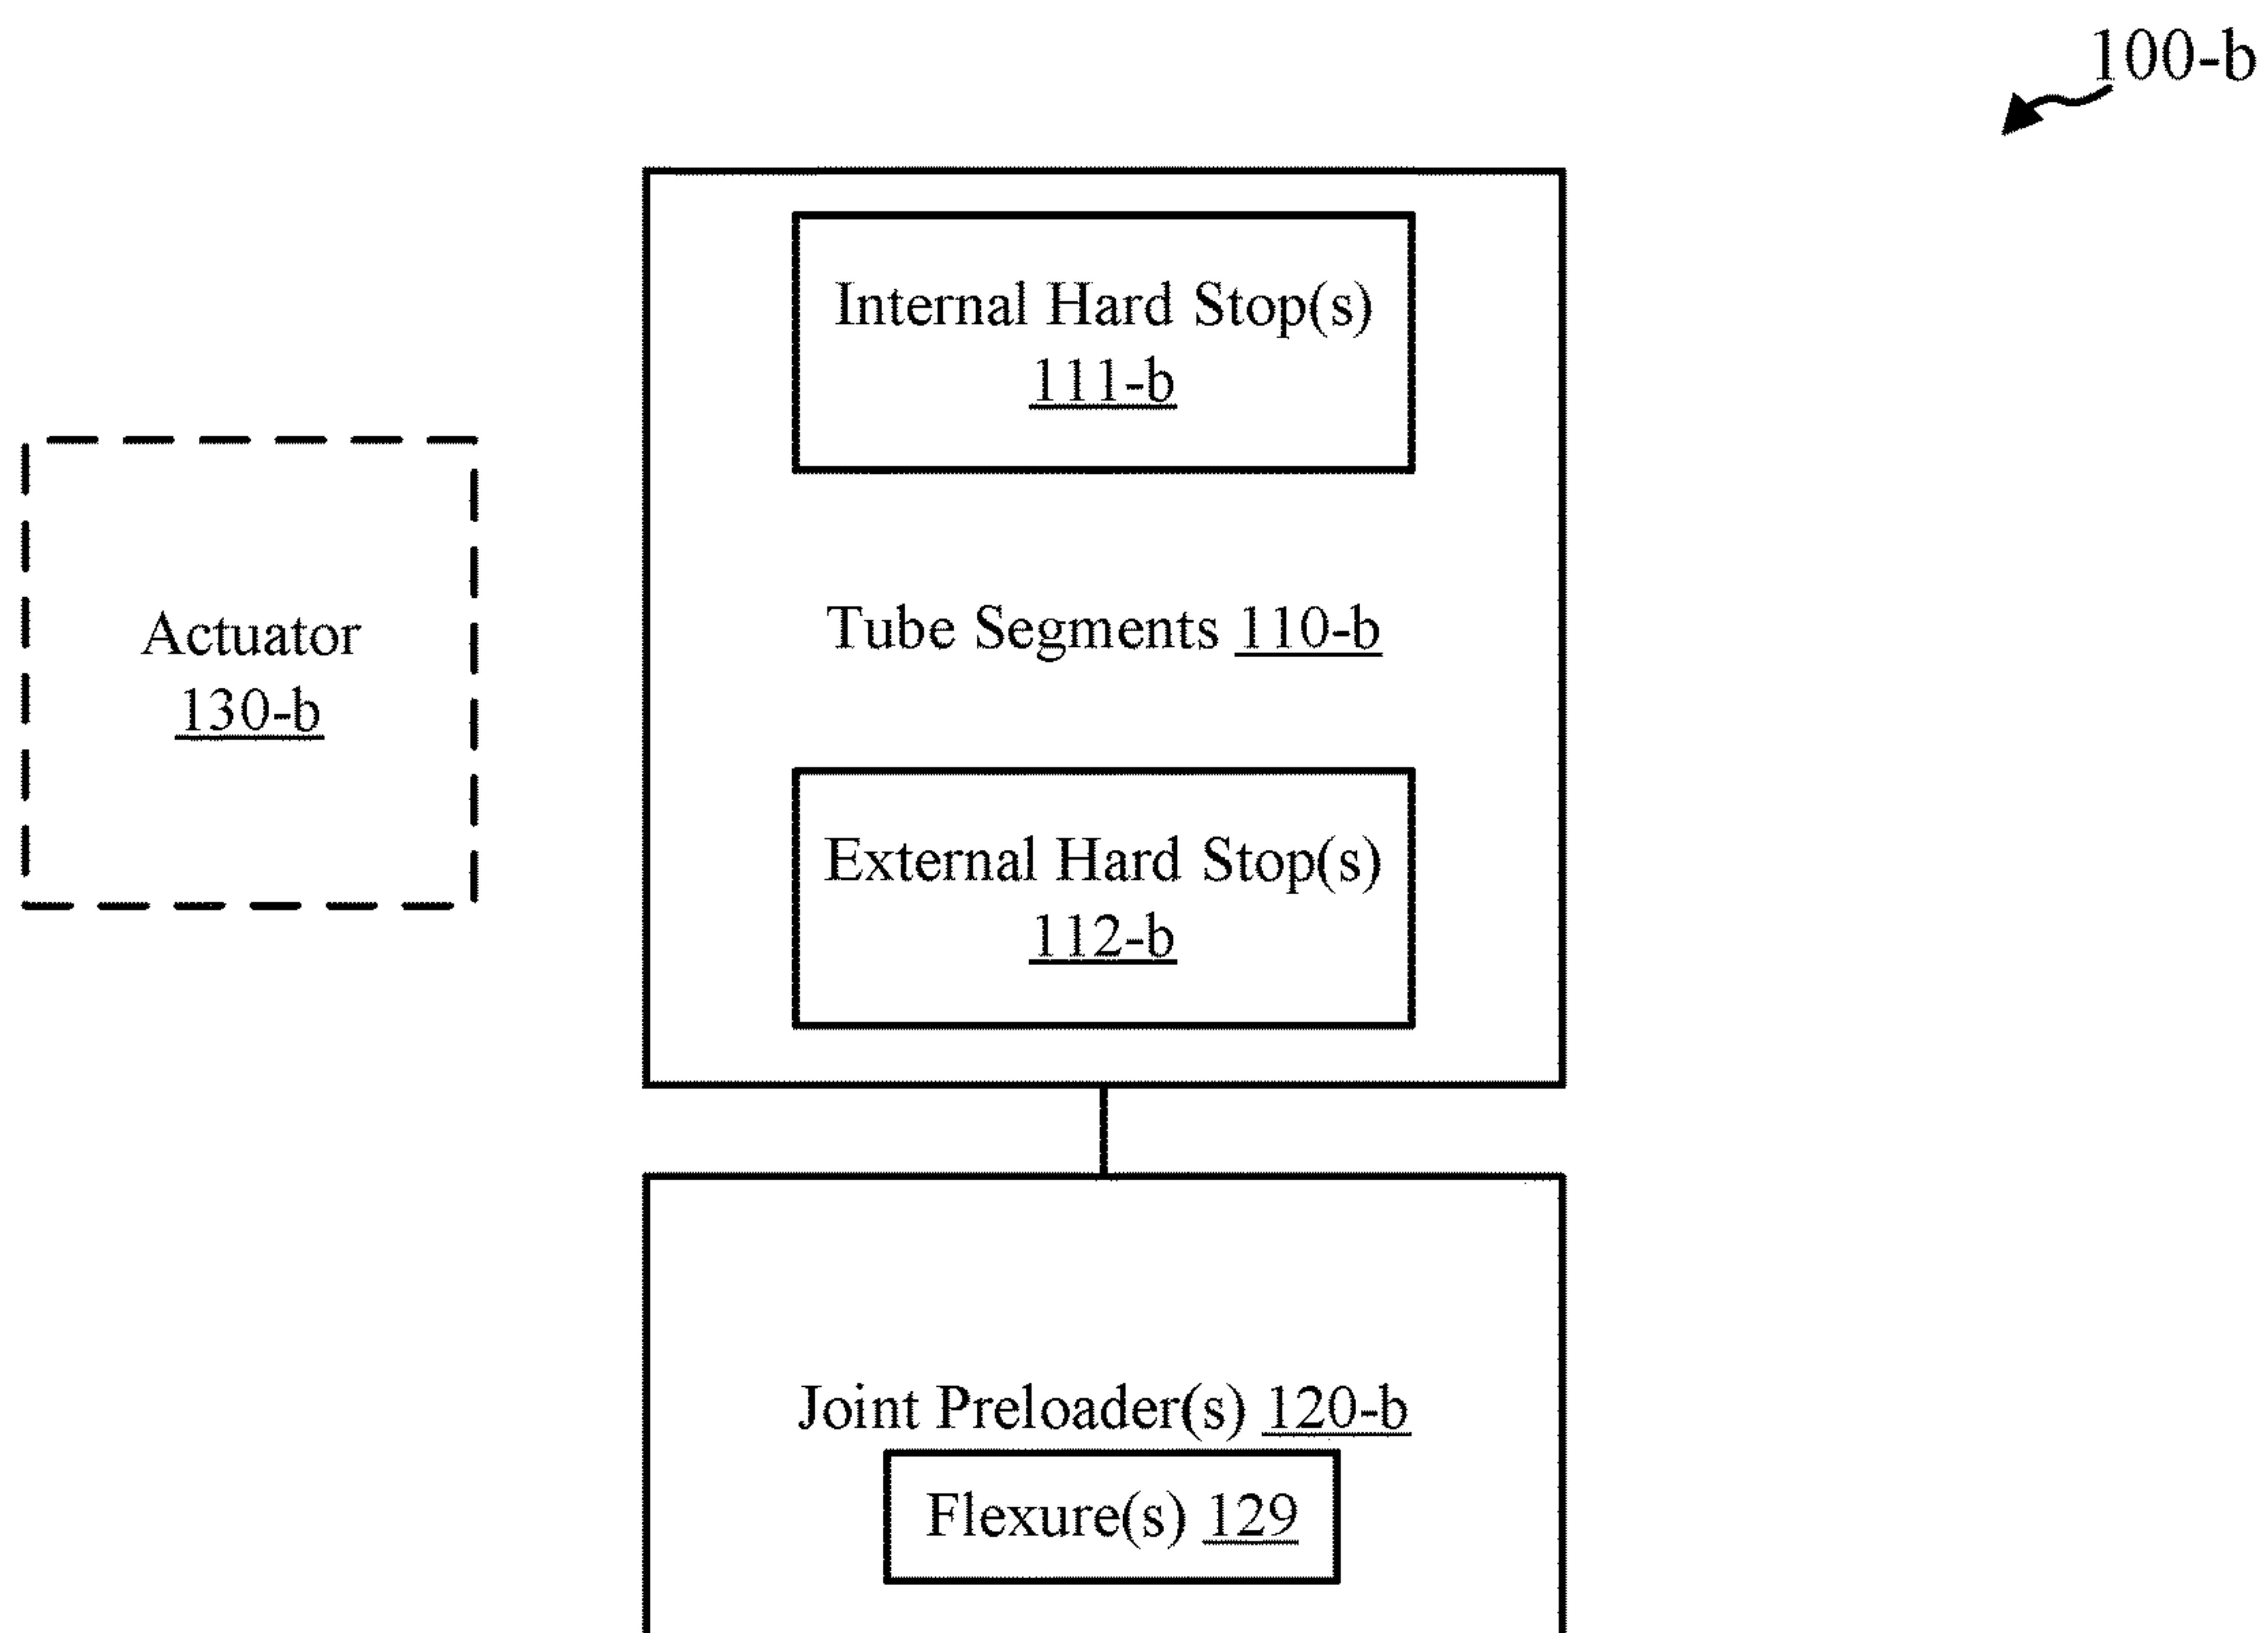 100-b
Internal Hard Stop(s)
111-b
Tube Segments 110-b
Actuator
130-b
External Hard Stop(s)
112-b
Joint Preloader(s) 120-b
Flexure(s) 129